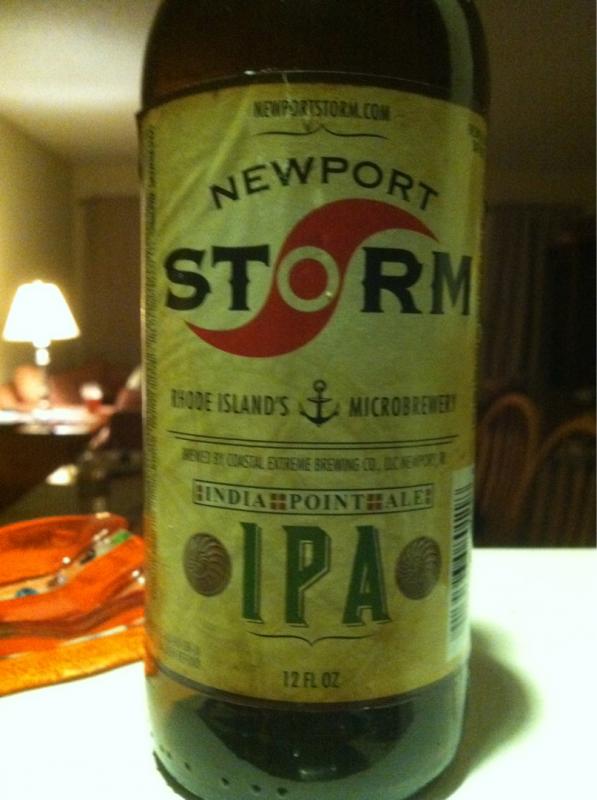 NEWPORTSTORM.COM
NEWPORT
STORM
RHODE ISLAND'S MICROBREWERY
BREWED BY COASTAL EXTREME BREWING CO., LLC NEWPORT, RI
INDIA POINT ALE
IPA
12 FL OZ